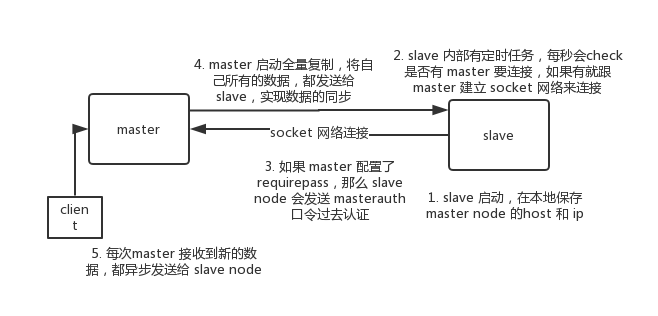 4. master 启动全量复制，将自
己所有的数据，都发送给
slave，实现数据的同步
2. slave 内部有定时任务，每秒会check
是否有 master 要连接，如果有就跟
master 建立 socket 网络来连接
master
socket 网络连接
slave
3. 如果 master 配置了
requirepass，那么 slave
node 会发送 masterauth
口令过去认证
1. slave 启动，在本地保存
master node 的host 和 ip
clien
t
5. 每次master 接收到新的数
据，都异步发送给 slave node